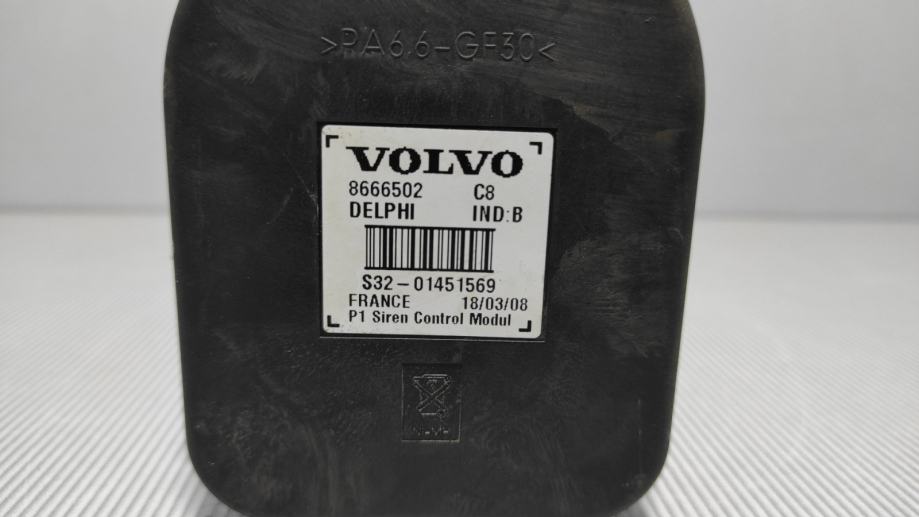 >PA6.6-GF30<
VOLVO
8666502 C8
DELPHI IND:B
S32-01451569
FRANCE 18/03/08
P1 Siren Control Modul